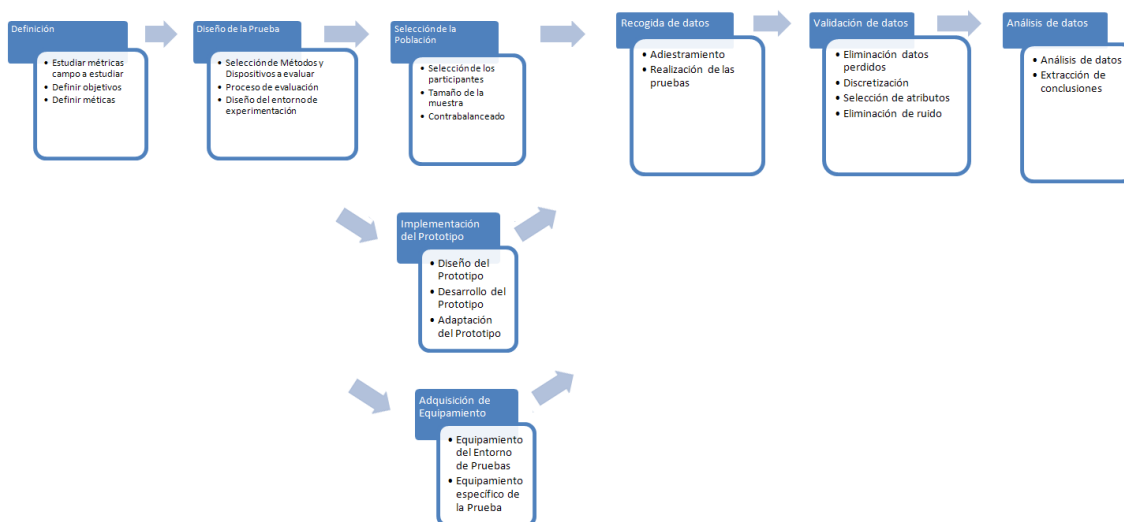 Definición
• Estudiar métricas
campo a estudiar
• Definir objetivos
• Definir méticas
Diseño de la Prueba
• Selección de Métodos y
Dispositivos a evaluar
• Proceso de evaluación
• Diseño del entorno de
experimentación
Selección de la
Población
• Selección de los
participantes
• Tamaño de la
muestra
• Contrabalanceado
Recogida de datos
• Adiestramiento
• Realización de las
pruebas
Validación de datos
• Eliminación datos
perdidos
• Discretización
• Selección de atributos
• Eliminación de ruido
Análisis de datos
• Análisis de datos
• Extracción de
conclusiones
Implementación
del Prototipo
• Diseño del
Prototipo
• Desarrollo del
Prototipo
• Adaptación
del Prototipo
Adquisición de
Equipamiento
• Equipamiento
del Entorno
de Pruebas
• Equipamiento
específico de
la Prueba